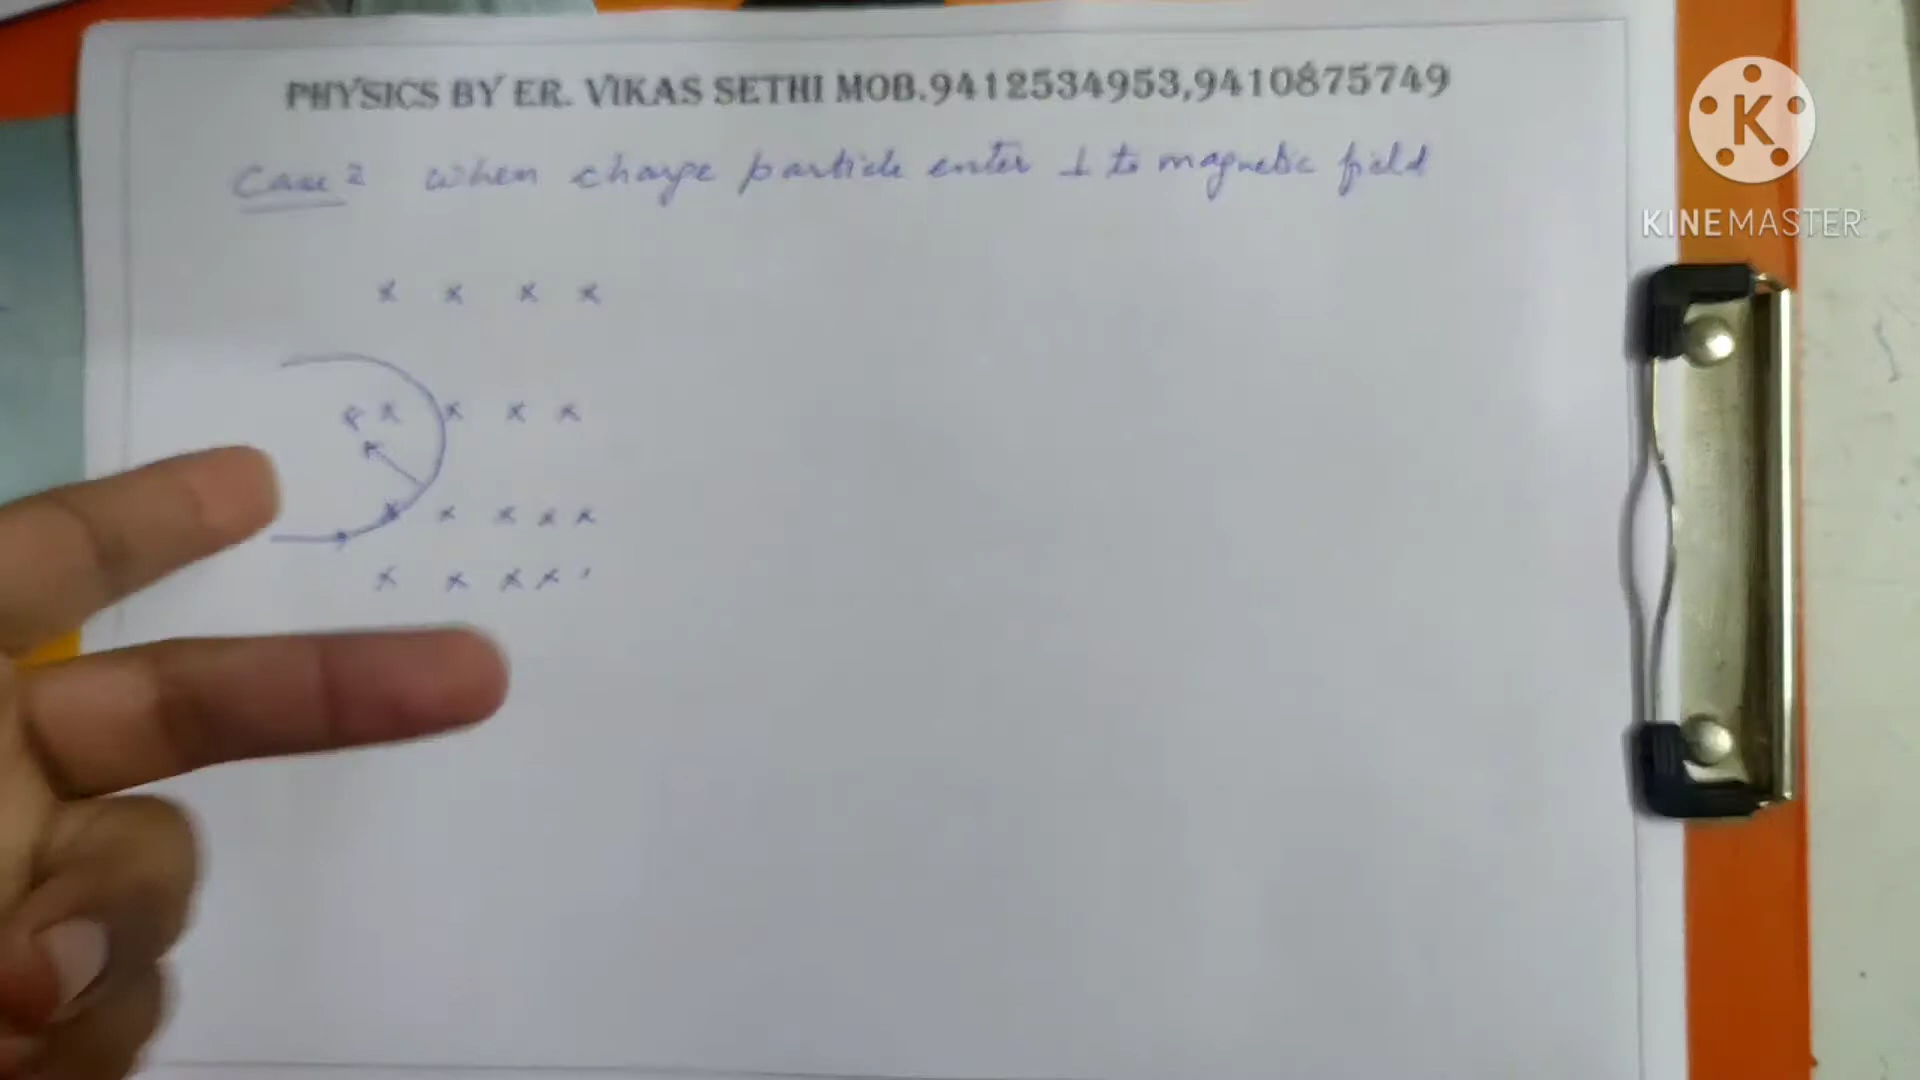 PHYSICS BY ER. VIKAS SETHI MOB.9412534953,9410875749
K
KINEMASTER
Case 2 when charge particle enter ⊥ to magnetic field
x x x x
F x x x x
x x x x x
x x x x